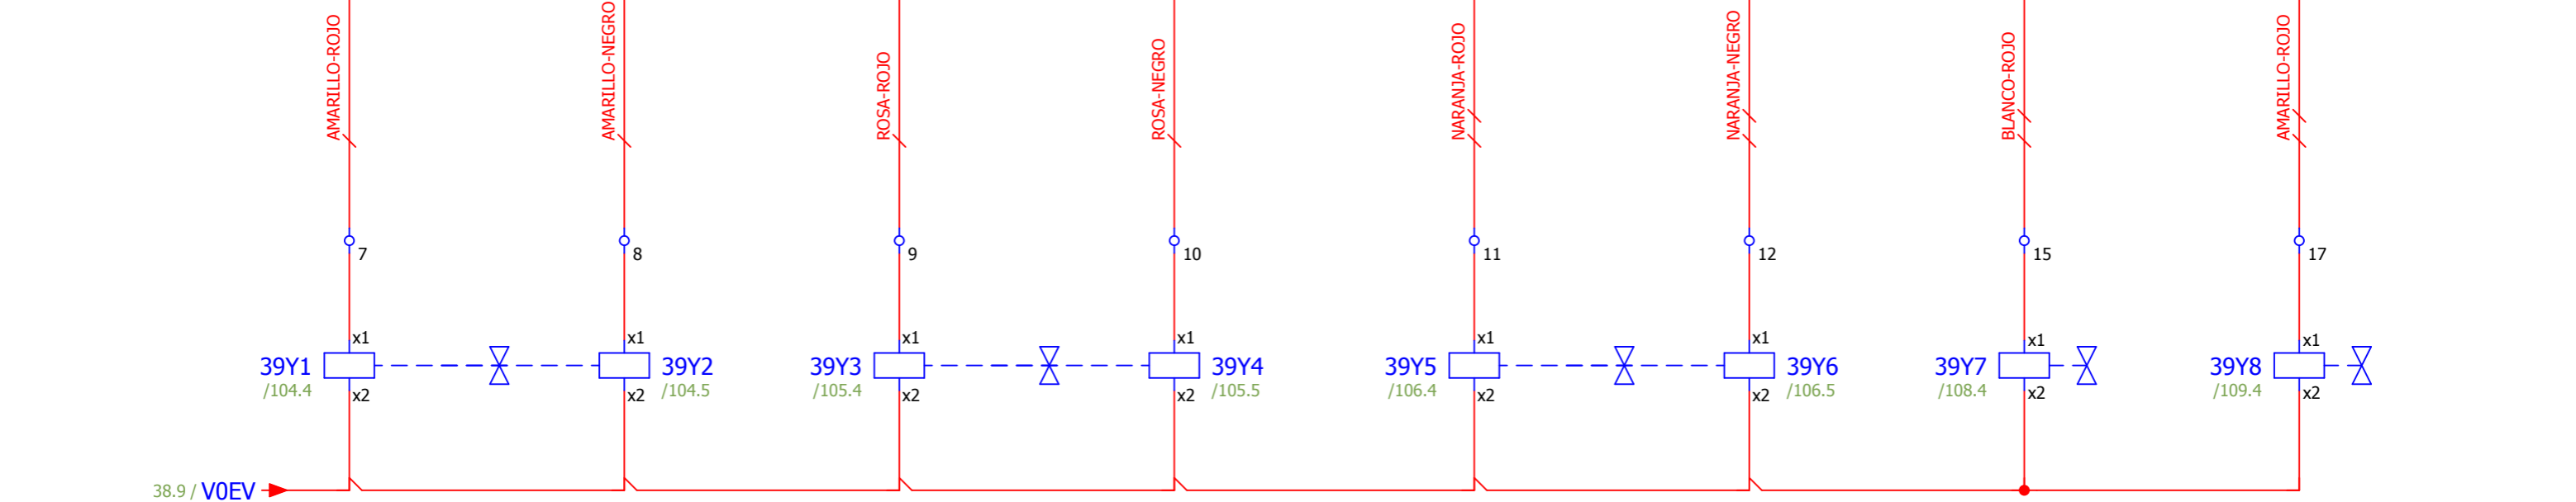 AMARILLO-ROJO
AMARILLO-NEGRO
ROSA-ROJO
ROSA-NEGRO
NARANJA-ROJO
NARANJA-NEGRO
BLANCO-ROJO
AMARILLO-ROJO
7
8
9
10
11
12
15
17
x1
x1
x1
x1
x1
x1
x1
x1
39Y1
39Y2
39Y3
39Y4
39Y5
39Y6
39Y7
39Y8
/104.4
/104.5
/105.4
/105.5
/106.4
/106.5
/108.4
/109.4
x2
x2
x2
x2
x2
x2
x2
x2
38.9 / V0EV